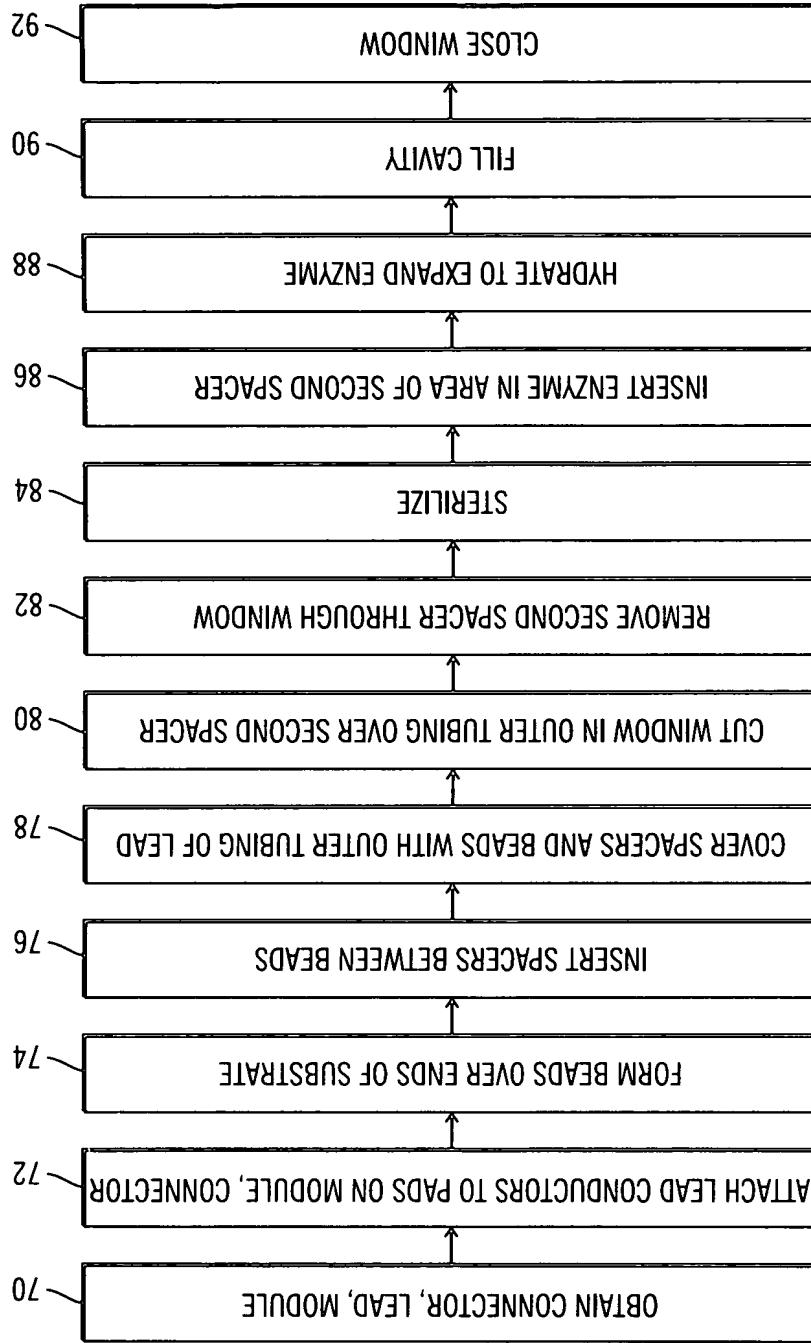 OBTAIN CONNECTOR, LEAD, MODULE
70
ATTACH LEAD CONDUCTORS TO PADS ON MODULE, CONNECTOR
72
FORM BEADS OVER ENDS OF SUBSTRATE
74
INSERT SPACERS BETWEEN BEADS
76
COVER SPACERS AND BEADS WITH OUTER TUBING OF LEAD
78
CUT WINDOW IN OUTER TUBING OVER SECOND SPACER
80
REMOVE SECOND SPACER THROUGH WINDOW
82
STERILIZE
84
INSERT ENZYME IN AREA OF SECOND SPACER
86
HYDRATE TO EXPAND ENZYME
88
FILL CAVITY
90
CLOSE WINDOW
92